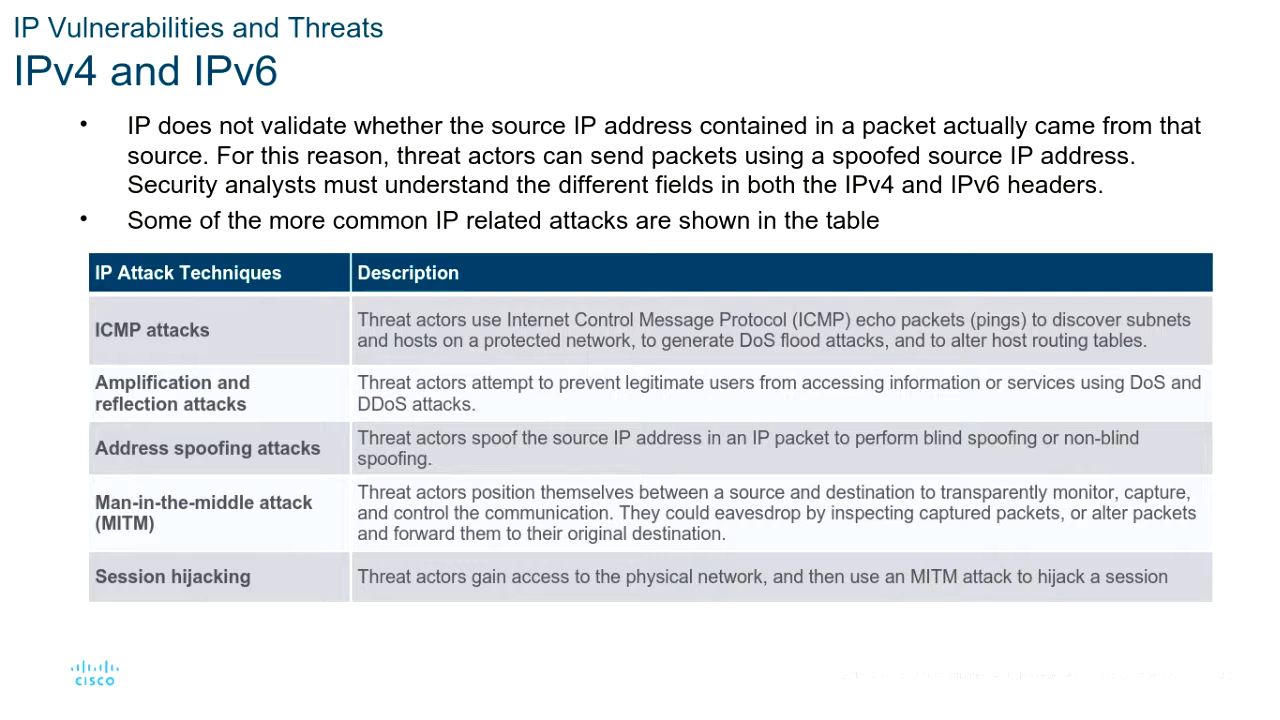 IP Vulnerabilities and Threats
IPv4 and IPv6
• IP does not validate whether the source IP address contained in a packet actually came from that
source. For this reason, threat actors can send packets using a spoofed source IP address.
Security analysts must understand the different fields in both the IPv4 and IPv6 headers.
• Some of the more common IP related attacks are shown in the table
IP Attack Techniques
Description
ICMP attacks
Threat actors use Internet Control Message Protocol (ICMP) echo packets (pings) to discover subnets
and hosts on a protected network, to generate DoS flood attacks, and to alter host routing tables.
Amplification and
reflection attacks
Threat actors attempt to prevent legitimate users from accessing information or services using DoS and
DDoS attacks.
Address spoofing attacks
Threat actors spoof the source IP address in an IP packet to perform blind spoofing or non-blind
spoofing.
Man-in-the-middle attack
(MITM)
Threat actors position themselves between a source and destination to transparently monitor, capture,
and control the communication. They could eavesdrop by inspecting captured packets, or alter packets
and forward them to their original destination.
Session hijacking
Threat actors gain access to the physical network, and then use an MITM attack to hijack a session
CISCO